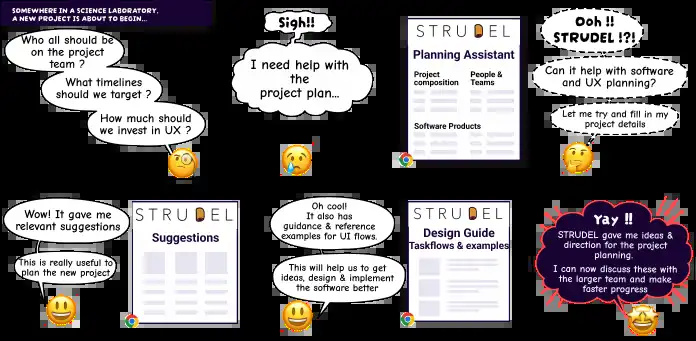 SOMEWHERE IN A SCIENCE LABORATORY,
A NEW PROJECT IS ABOUT TO BEGIN...
Who all should be
on the project
team ?
What timelines
should we target ?
How much should
we invest in UX ?
Sigh!!
I need help with
the
project plan...
STRUDEL
Planning Assistant
Project
composition
People &
Teams
Software Products
Ooh !!
STRUDEL !?!
Can it help with software
and UX planning?
Let me try and fill in my
project details
Wow! It gave me
relevant suggestions
This is really useful to
plan the new project
STRUDEL
Suggestions
Oh cool!
It also has
guidance & reference
examples for UI flows.
This will help us to get
ideas, design & implement
the software better
STRUDEL
Design Guide
Taskflows & examples
Yay !!
STRUDEL gave me ideas &
direction for the project
planning.
I can now discuss these with
the larger team and make
faster progress